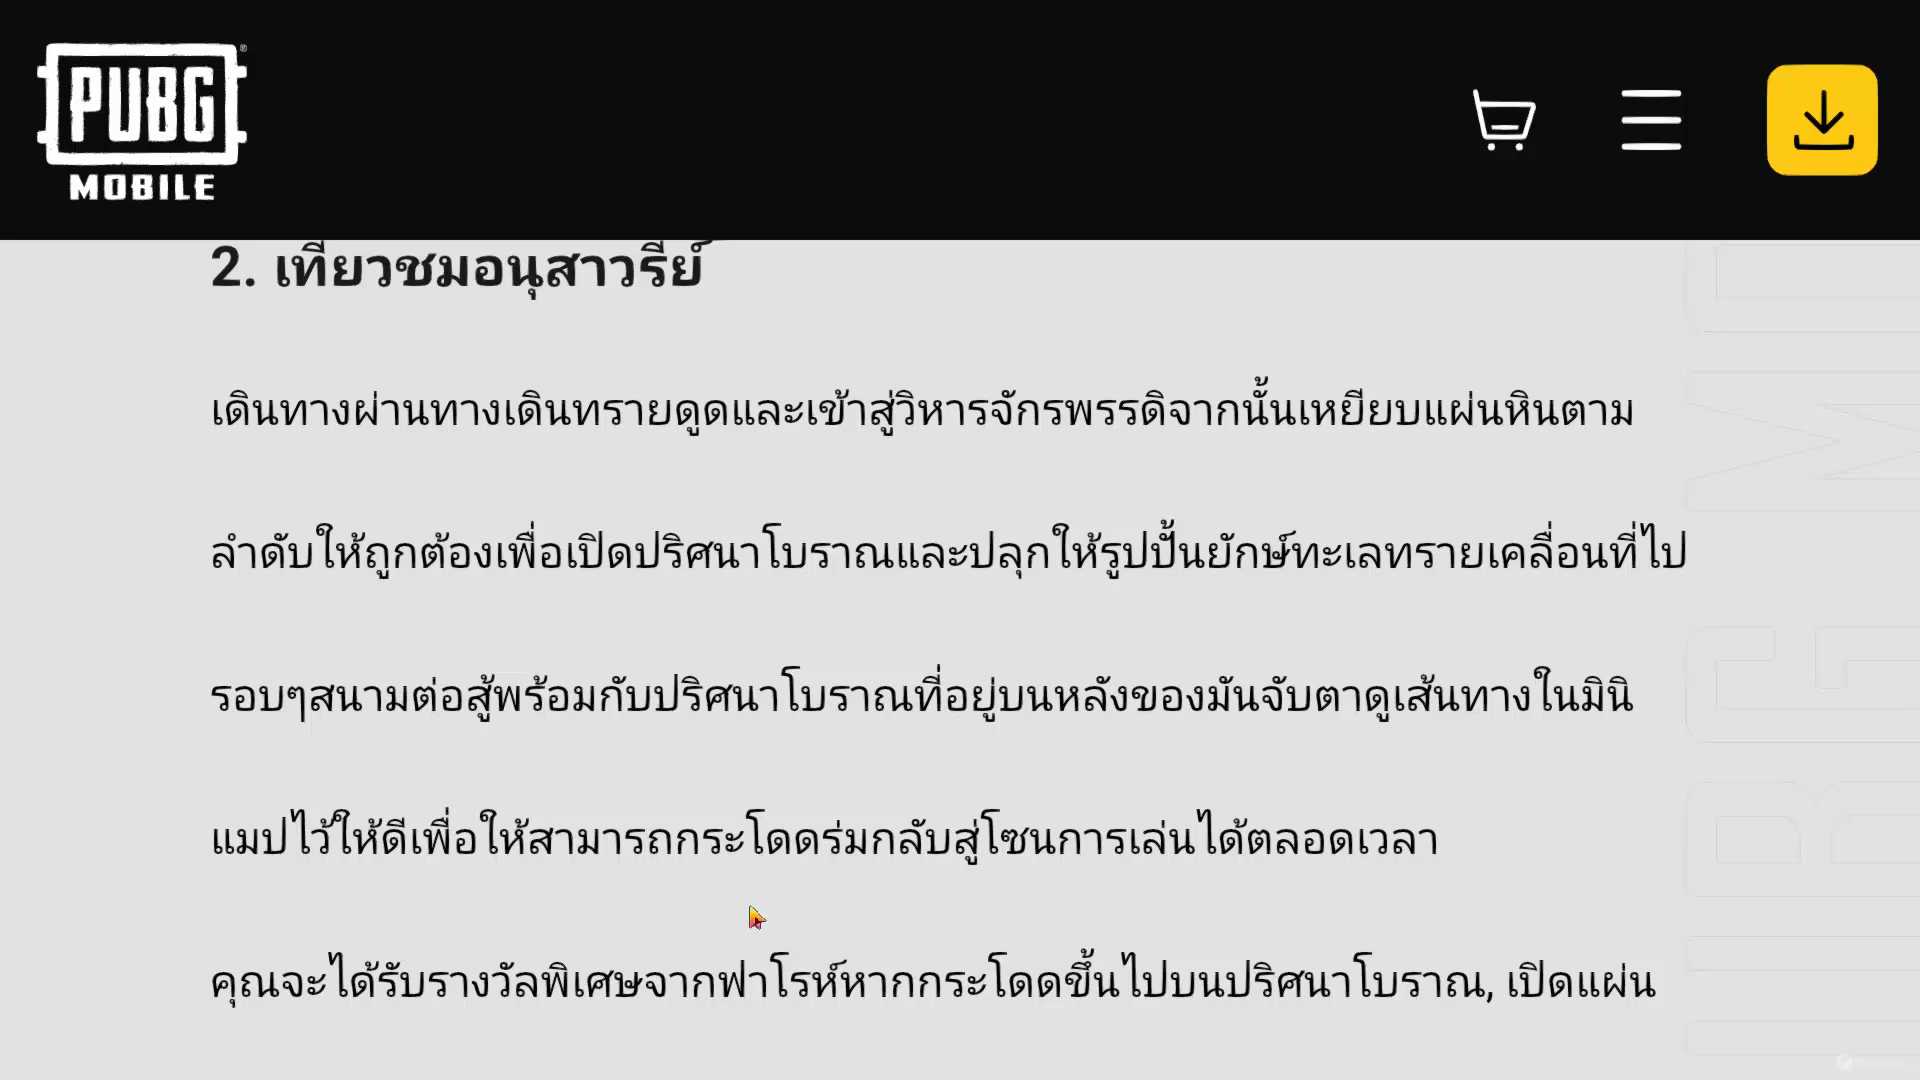 PUBG
MOBILE
2. เที่ยวชมอนุสาวรีย์
เดินทางผ่านทางเดินทรายดูดและเข้าสู่วิหารจักรพรรดิจากนั้นเหยียบแผ่นหินตาม
ลำดับให้ถูกต้องเพื่อเปิดปริศนาโบราณและปลุกให้รูปปั้นยักษ์ทะเลทรายเคลื่อนที่ไป
รอบๆสนามต่อสู้พร้อมกับปริศนาโบราณที่อยู่บนหลังของมันจับตาดูเส้นทางในมินิ
แมปไว้ให้ดีเพื่อให้สามารถกระโดดร่มกลับสู่โซนการเล่นได้ตลอดเวลา
คุณจะได้รับรางวัลพิเศษจากฟาโรห์หากกระโดดขึ้นไปบนปริศนาโบราณ, เปิดแผ่น